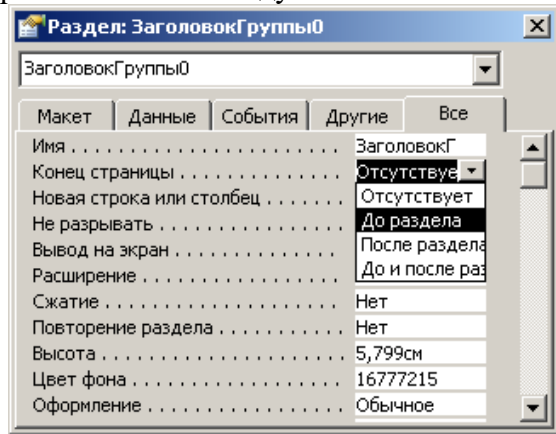 Раздел: ЗаголовокГруппы0
ЗаголовокГруппы0
Макет Данные События Другие Все
Имя . . . . . . . . . . . . . . . . . . . . . . . ЗаголовокГ
Конец страницы . . . . . . . . . . . . . . Отсутствуе
Новая строка или столбец . . . . . . . Отсутствует
Не разрывать . . . . . . . . . . . . . . . . До раздела
Вывод на экран . . . . . . . . . . . . . . После раздела
Расширение . . . . . . . . . . . . . . . . . До и после раз
Сжатие . . . . . . . . . . . . . . . . . . . . Нет
Повторение раздела . . . . . . . . . . . Нет
Высота . . . . . . . . . . . . . . . . . . . . 5,799см
Цвет фона . . . . . . . . . . . . . . . . . . 16777215
Оформление . . . . . . . . . . . . . . . . . Обычное